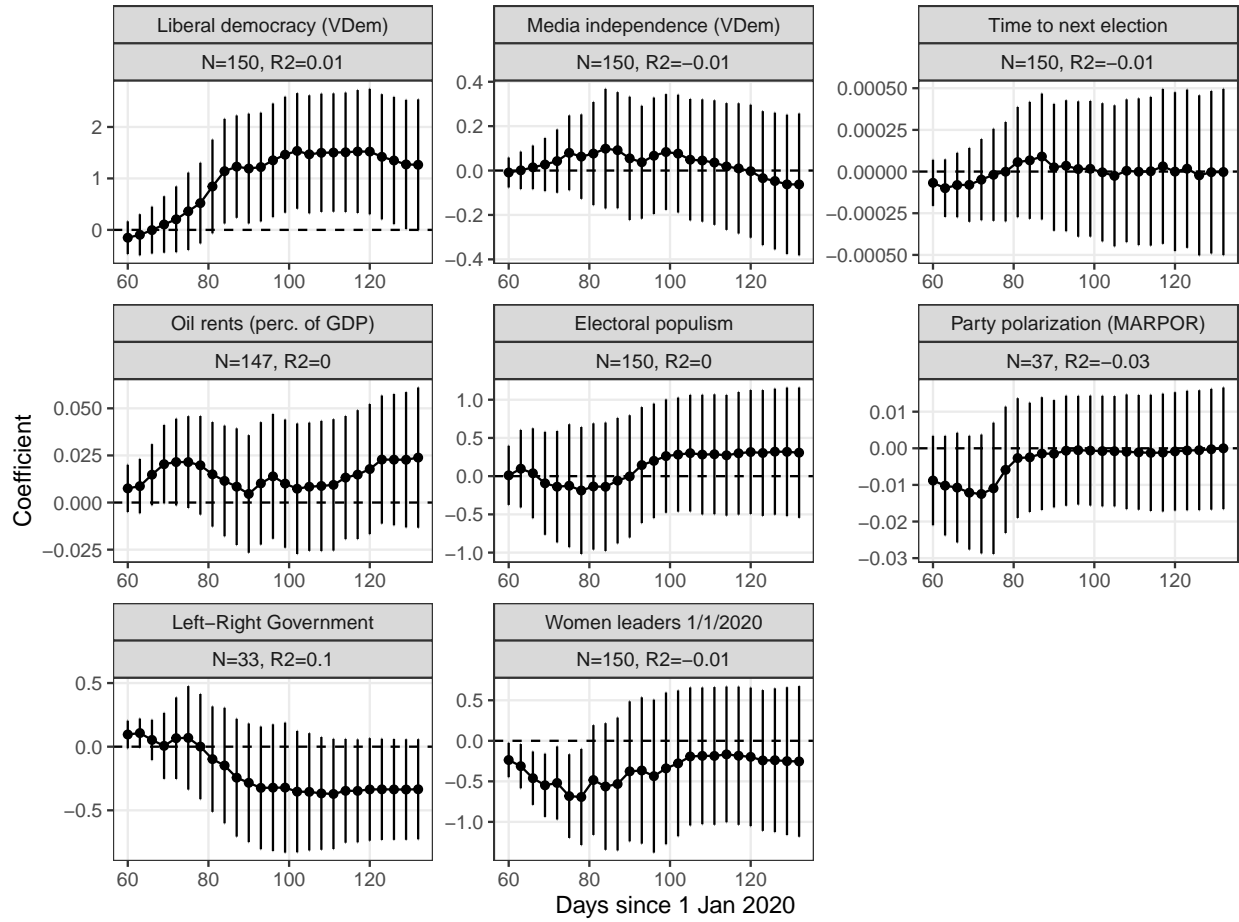 Liberal democracy (VDem)
N=150, R2=0.01
2
1
0
60 80 100 120
Media independence (VDem)
N=150, R2=−0.01
0.4
0.2
0.0
−0.2
−0.4
60 80 100 120
Time to next election
N=150, R2=−0.01
0.00050
0.00025
0.00000
−0.00025
−0.00050
60 80 100 120
Oil rents (perc. of GDP)
N=147, R2=0
0.050
0.025
0.000
−0.025
60 80 100 120
Electoral populism
N=150, R2=0
1.0
0.5
0.0
−0.5
−1.0
60 80 100 120
Party polarization (MARPOR)
N=37, R2=−0.03
0.01
0.00
−0.01
−0.02
−0.03
60 80 100 120
Left−Right Government
N=33, R2=0.1
0.5
0.0
−0.5
60 80 100 120
Women leaders 1/1/2020
N=150, R2=−0.01
0.5
0.0
−0.5
−1.0
60 80 100 120
Coefficient
Days since 1 Jan 2020